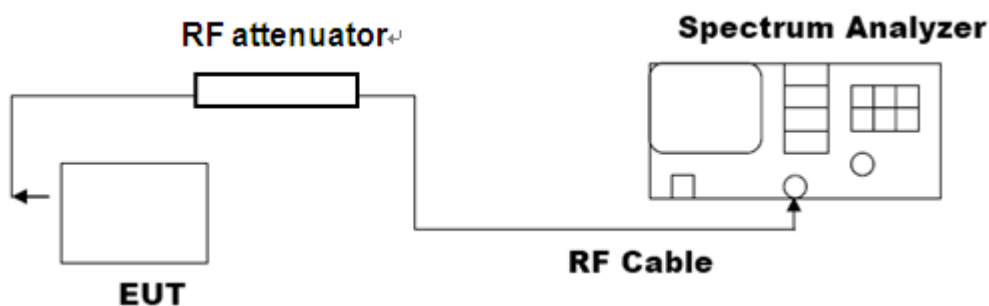 RF attenuator↵
Spectrum Analyzer
RF Cable
EUT